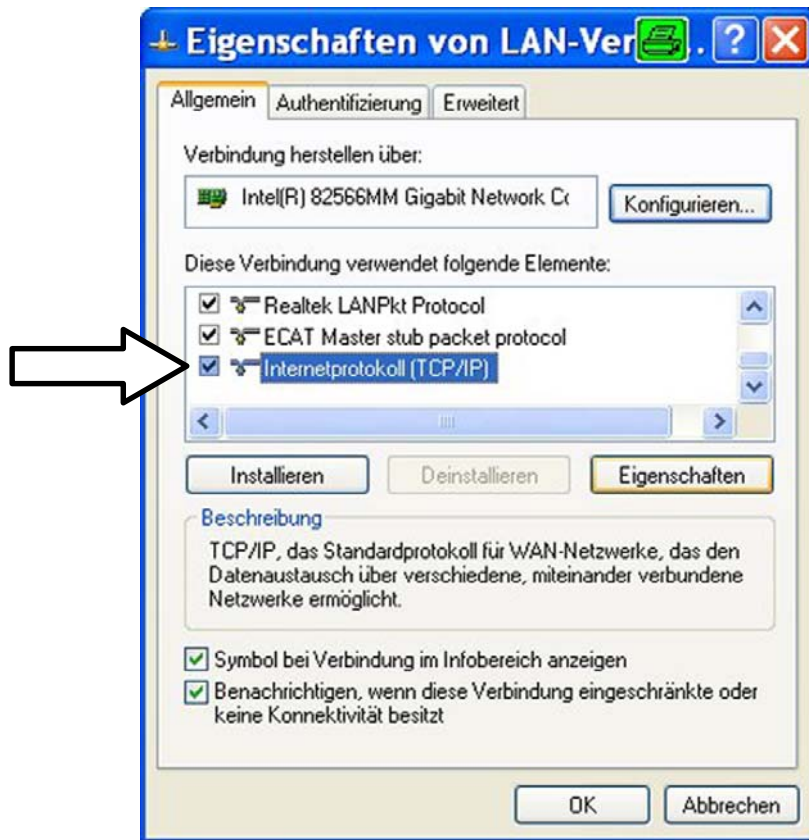 Eigenschaften von LAN-Ver...
Allgemein Authentifizierung Erweitert
Verbindung herstellen über:
Intel(R) 82566MM Gigabit Network Co Konfigurieren...
Diese Verbindung verwendet folgende Elemente:
Realtek LANPkt Protocol
ECAT Master stub packet protocol
Internetprotokoll (TCP/IP)
Installieren Deinstallieren Eigenschaften
Beschreibung
TCP/IP, das Standardprotokoll für WAN-Netzwerke, das den
Datenaustausch über verschiedene, miteinander verbundene
Netzwerke ermöglicht.
Symbol bei Verbindung im Infobereich anzeigen
Benachrichtigen, wenn diese Verbindung eingeschränkte oder
keine Konnektivität besitzt
OK Abbrechen